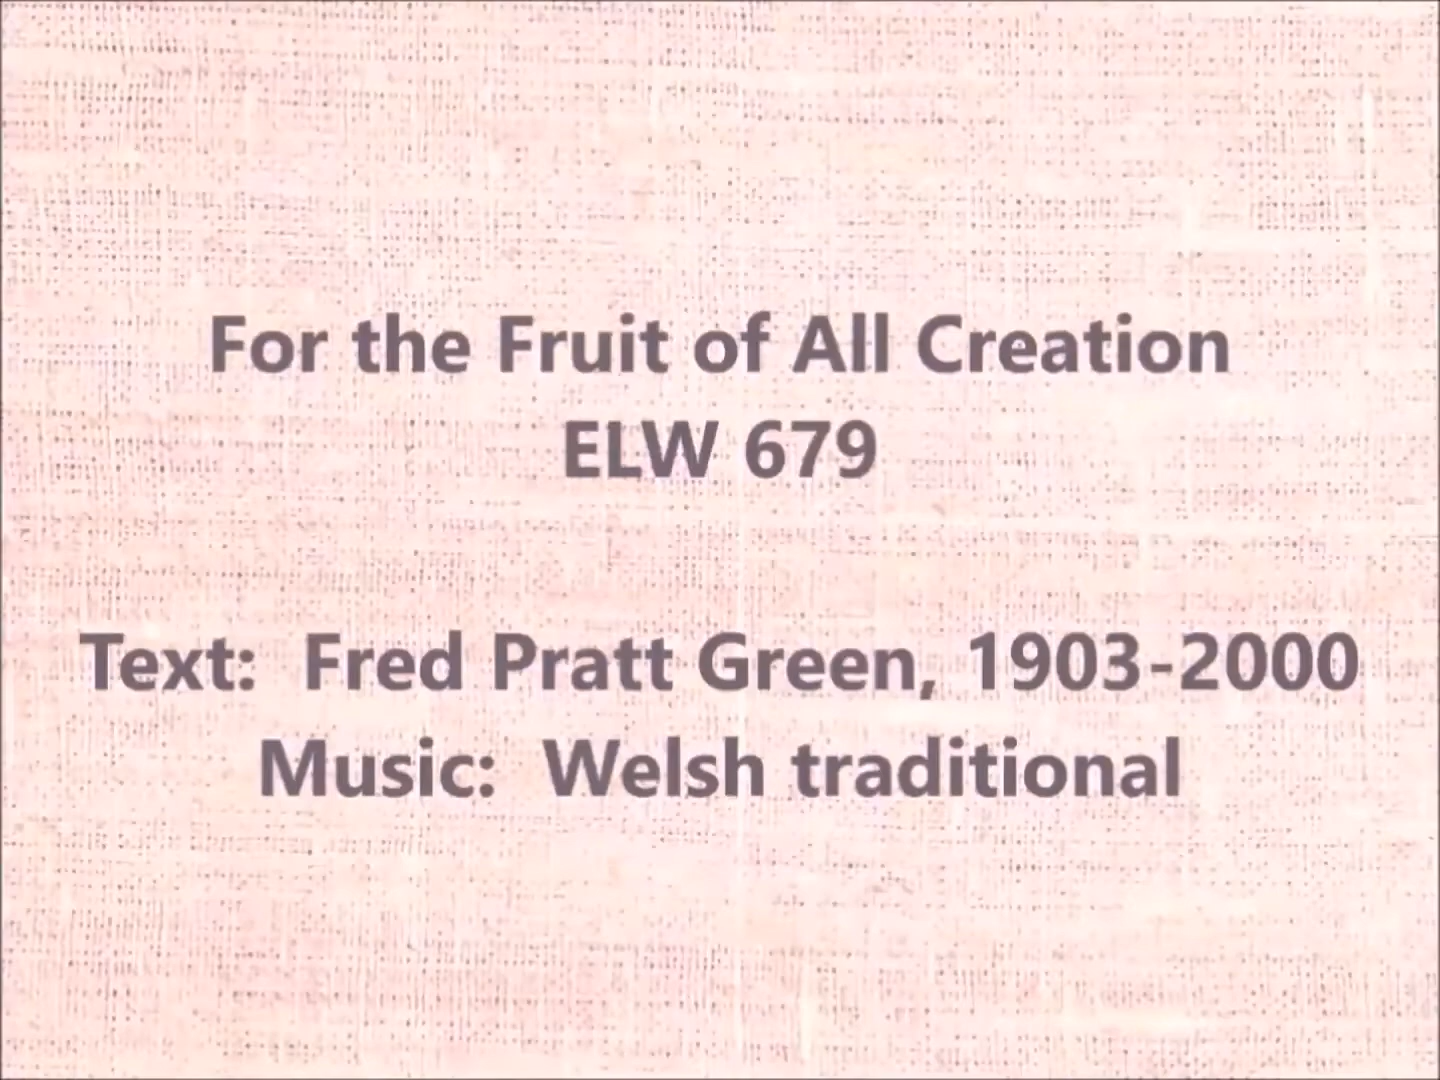 For the Fruit of All Creation
ELW 679
Text:  Fred Pratt Green, 1903-2000
Music:  Welsh traditional